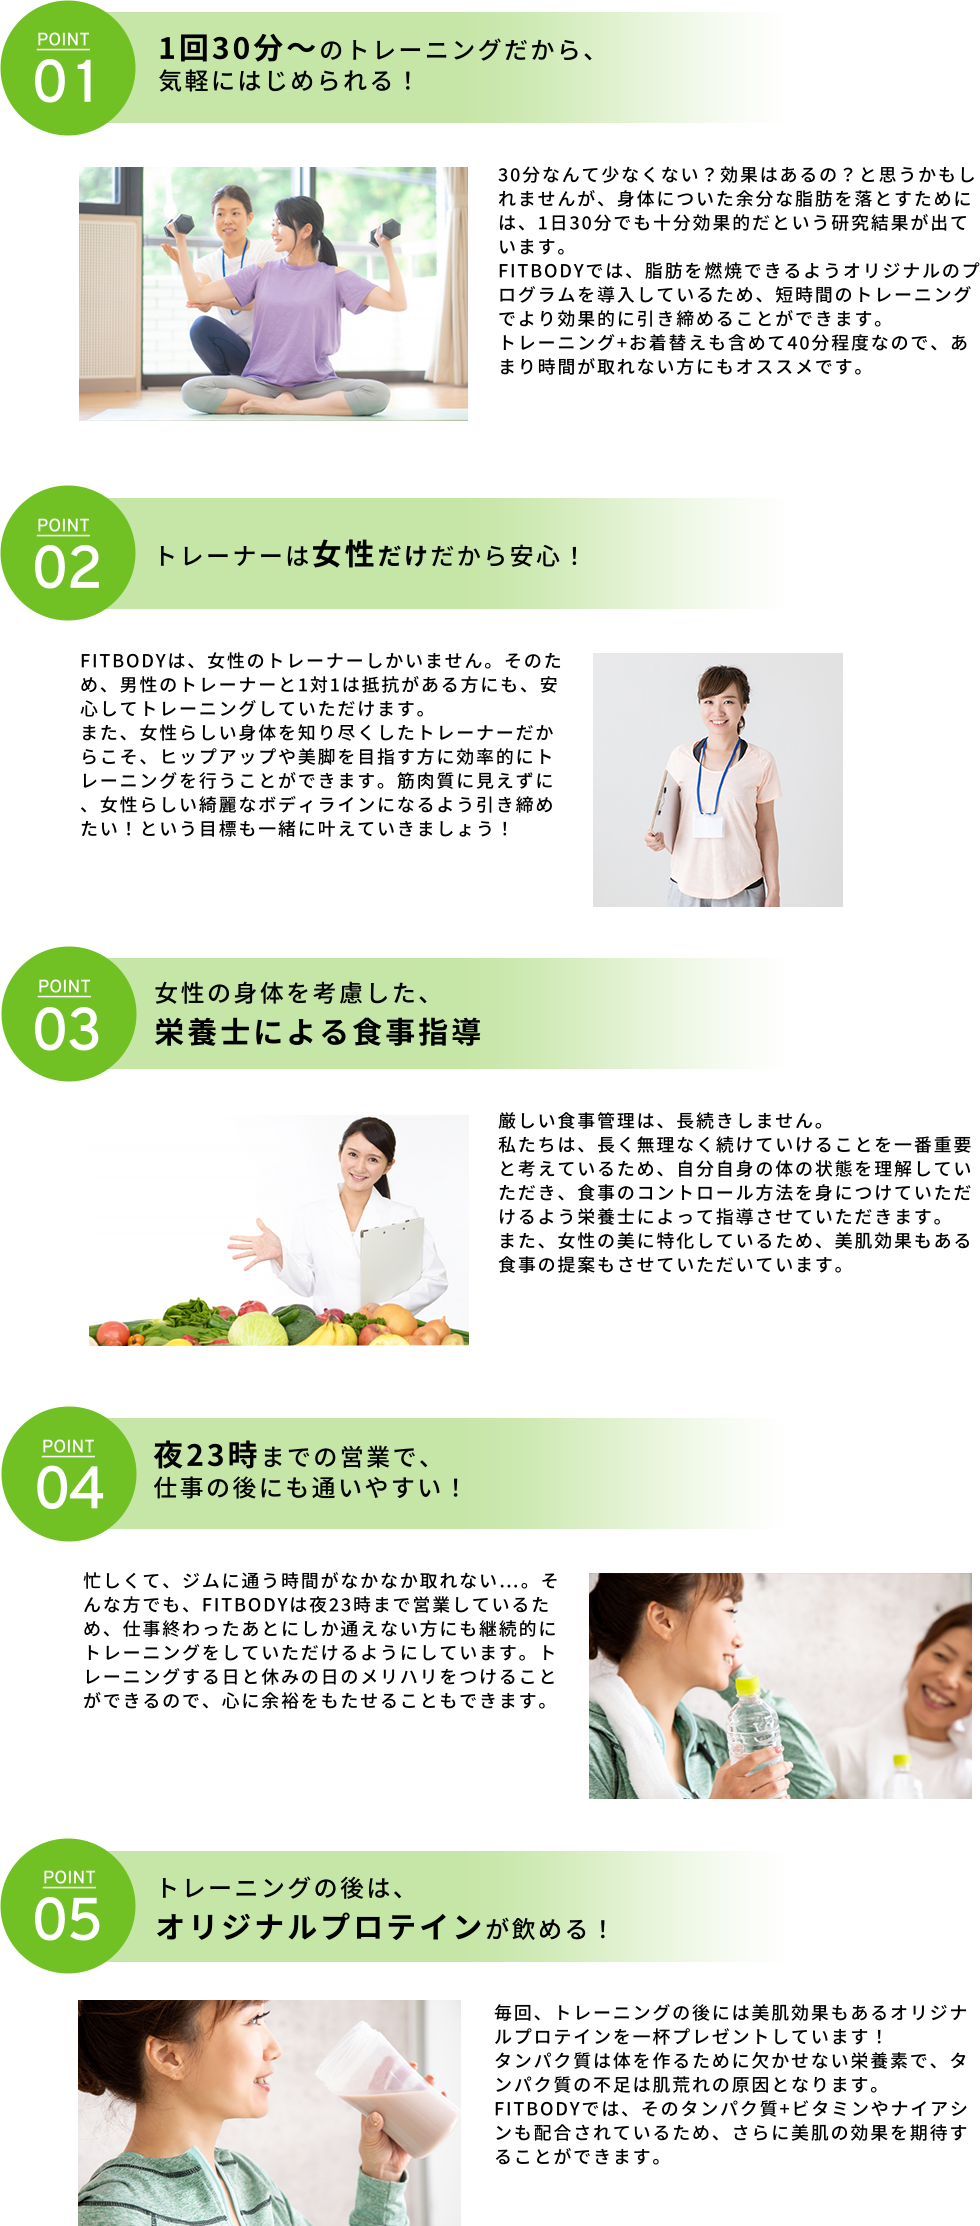 POINT
01
1回30分〜のトレーニングだから、
気軽にはじめられる！
30分なんて少なくない？効果はあるの？と思うかもし
れませんが、身体についた余分な脂肪を落とすために
は、1日30分でも十分効果的だという研究結果が出て
います。
FITBODYでは、脂肪を燃焼できるようオリジナルのプ
ログラムを導入しているため、短時間のトレーニング
でより効果的に引き締めることができます。
トレーニング+お着替えも含めて40分程度なので、あ
まり時間が取れない方にもオススメです。
POINT
02
トレーナーは女性だけだから安心！
FITBODYは、女性のトレーナーしかいません。そのた
め、男性のトレーナーと1対1は抵抗がある方にも、安
心してトレーニングしていただけます。
また、女性らしい身体を知り尽くしたトレーナーだか
らこそ、ヒップアップや美脚を目指す方に効率的にト
レーニングを行うことができます。筋肉質に見えずに
、女性らしい綺麗なボディラインになるよう引き締め
たい！という目標も一緒に叶えていきましょう！
POINT
03
女性の身体を考慮した、
栄養士による食事指導
厳しい食事管理は、長続きしません。
私たちは、長く無理なく続けていけることを一番重要
と考えているため、自分自身の体の状態を理解してい
ただき、食事のコントロール方法を身につけていただ
けるよう栄養士によって指導させていただきます。
また、女性の美に特化しているため、美肌効果もある
食事の提案もさせていただいています。
POINT
04
夜23時までの営業で、
仕事の後にも通いやすい！
忙しくて、ジムに通う時間がなかなか取れない...。そ
んな方でも、FITBODYは夜23時まで営業しているた
め、仕事終わったあとにしか通えない方にも継続的に
トレーニングをしていただけるようにしています。ト
レーニングする日と休みの日のメリハリをつけること
ができるので、心に余裕をもたせることもできます。
POINT
05
トレーニングの後は、
オリジナルプロテインが飲める！
毎回、トレーニングの後には美肌効果もあるオリジナ
ルプロテインを一杯プレゼントしています！
タンパク質は体を作るために欠かせない栄養素で、タ
ンパク質の不足は肌荒れの原因となります。
FITBODYでは、そのタンパク質+ビタミンやナイアシ
ンも配合されているため、さらに美肌の効果を期待す
ることができます。